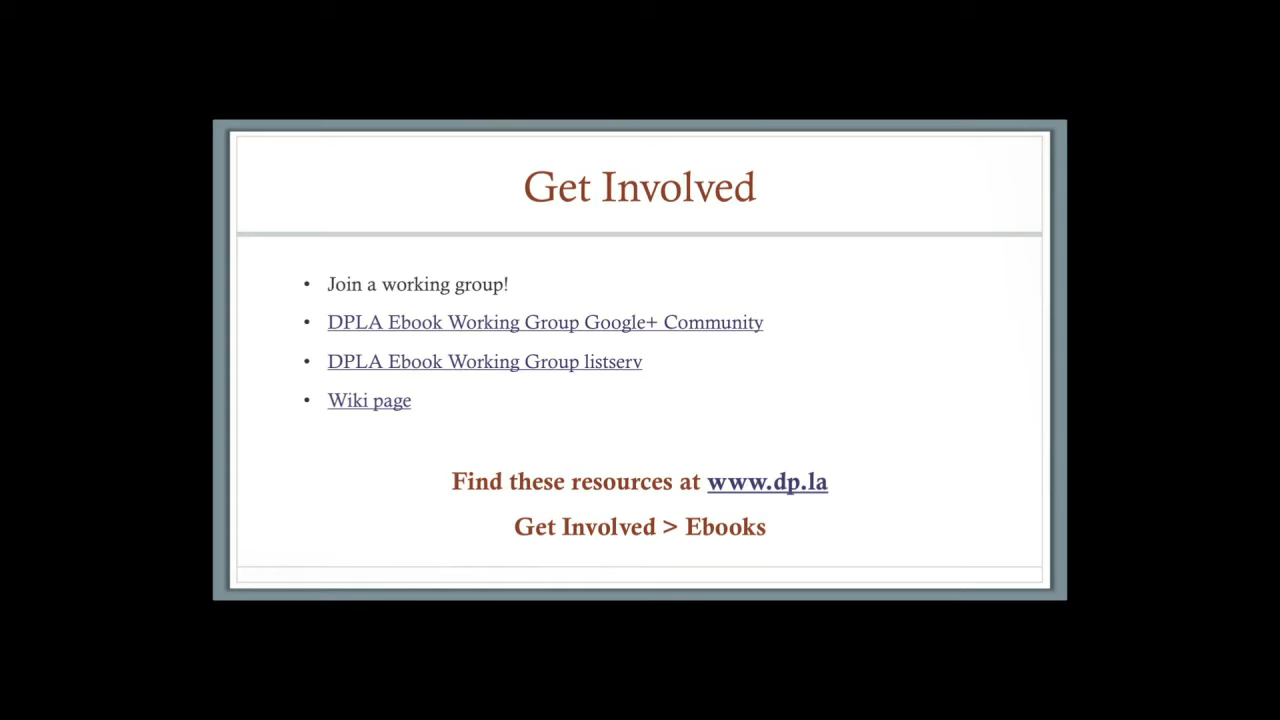 Get Involved
• Join a working group!
• DPLA Ebook Working Group Google+ Community
• DPLA Ebook Working Group listserv
• Wiki page
Find these resources at www.dp.la
Get Involved > Ebooks